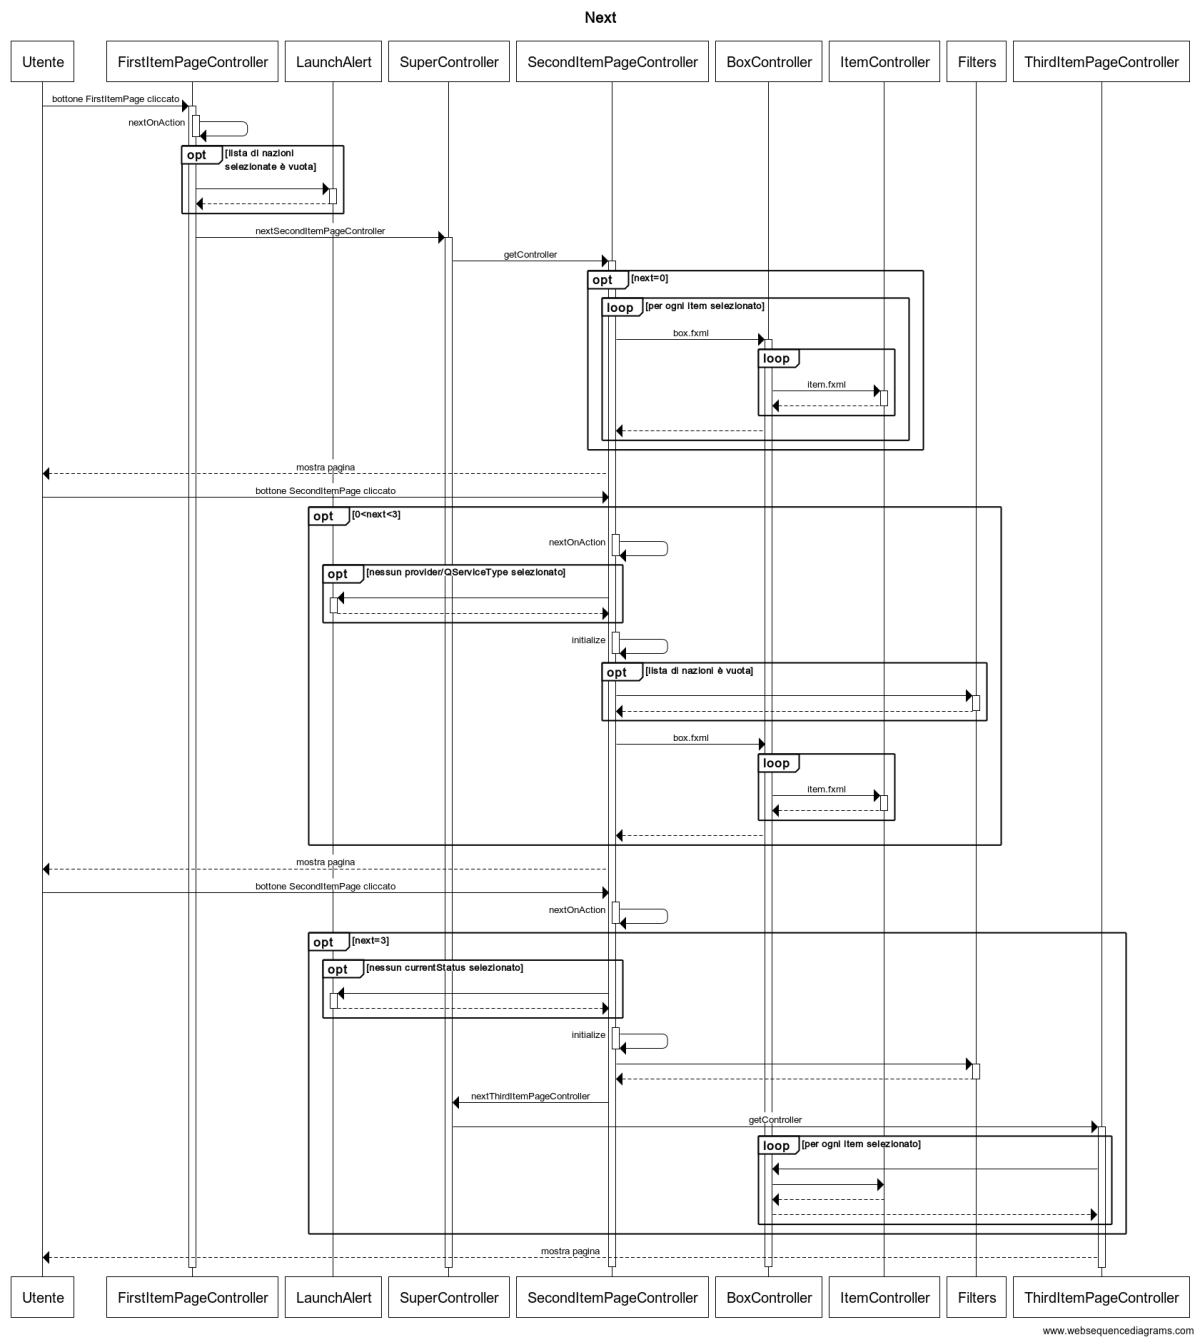 Next
Utente
FirstItemPageController
LaunchAlert
SuperController
SecondItemPageController
BoxController
ItemController
Filters
ThirdItemPageController
bottone FirstItemPage cliccato
nextOnAction
opt
[lista di nazioni
selezionate è vuota]
nextSecondItemPageController
getController
opt
[next=0]
loop
[per ogni item selezionato]
box.fxml
loop
item.fxml
mostra pagina
bottone SecondItemPage cliccato
opt
[0<next<3]
nextOnAction
opt
[nessun provider/QServiceType selezionato]
initialize
opt
[lista di nazioni è vuota]
box.fxml
loop
item.fxml
mostra pagina
bottone SecondItemPage cliccato
nextOnAction
opt
[next=3]
opt
[nessun currentStatus selezionato]
initialize
nextThirdItemPageController
getController
loop
[per ogni item selezionato]
mostra pagina
Utente
FirstItemPageController
LaunchAlert
SuperController
SecondItemPageController
BoxController
ItemController
Filters
ThirdItemPageController
www.websequencediagrams.com